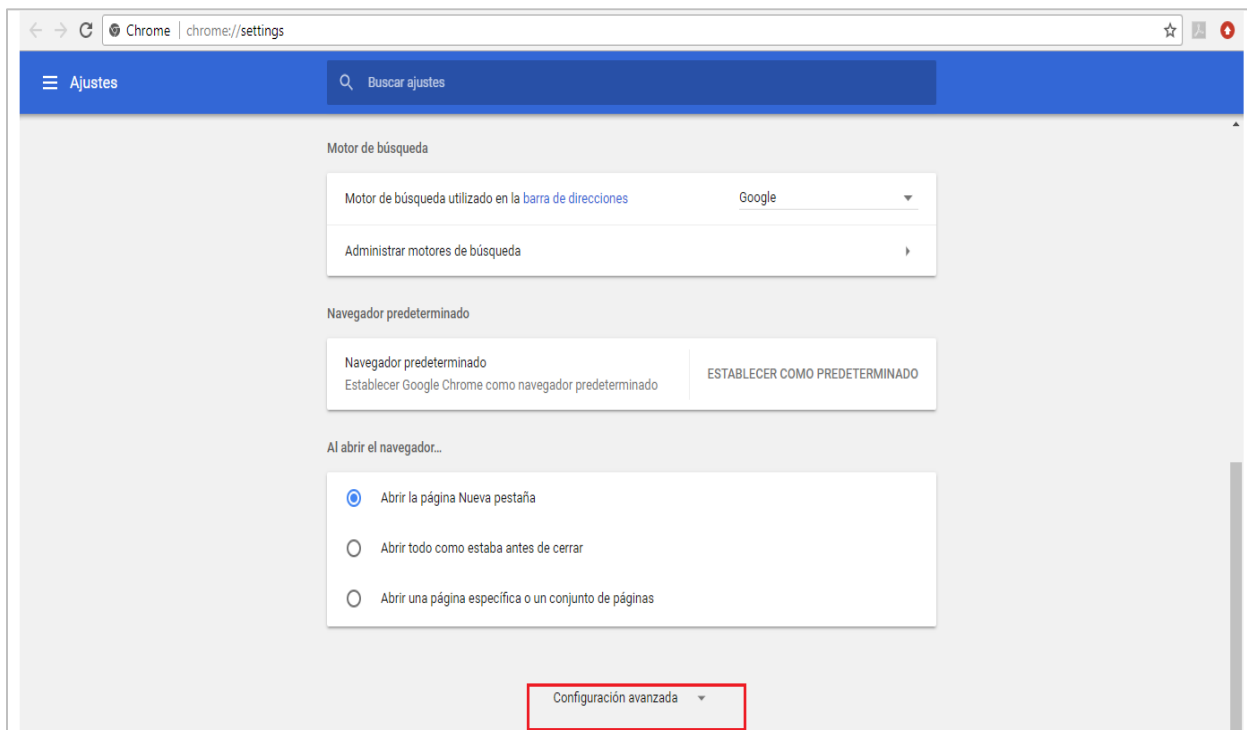 Chrome | chrome://settings
Ajustes
Buscar ajustes
Motor de búsqueda
Motor de búsqueda utilizado en la barra de direcciones
Google
Administrar motores de búsqueda
Navegador predeterminado
Navegador predeterminado
Establecer Google Chrome como navegador predeterminado
ESTABLECER COMO PREDETERMINADO
Al abrir el navegador...
Abrir la página Nueva pestaña
Abrir todo como estaba antes de cerrar
Abrir una página específica o un conjunto de páginas
Configuración avanzada